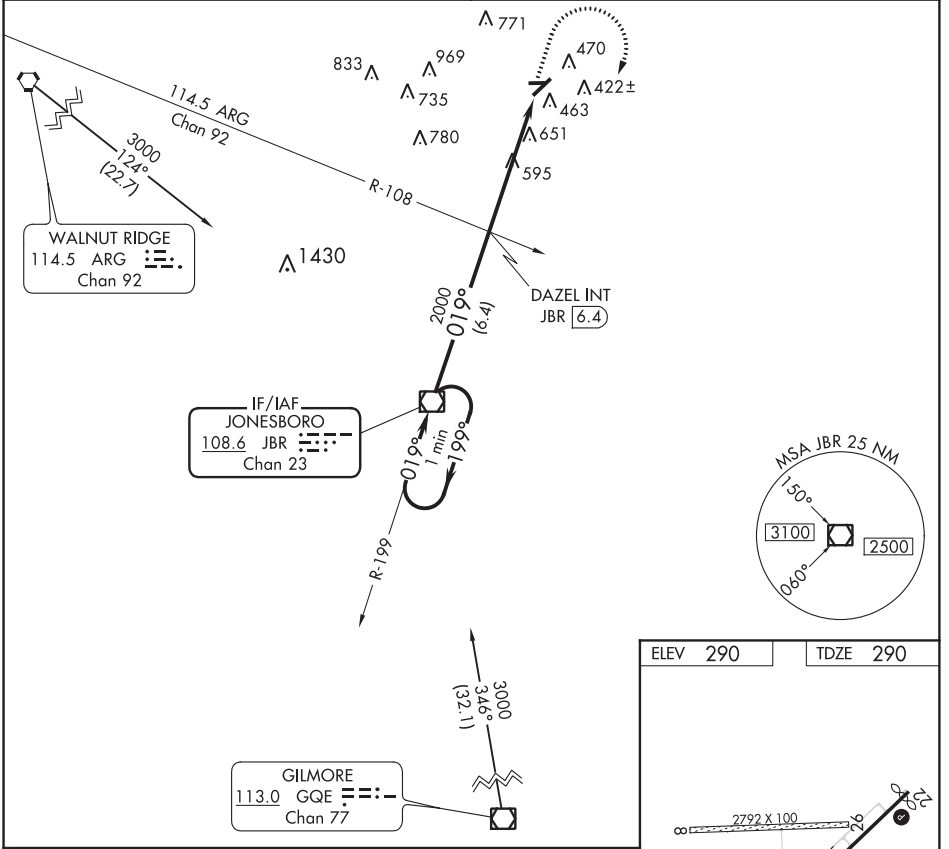 771
833
969
470
735
422±
463
114.5 ARG
Chan 92
780
651
595
3000
124°
(22.7)
R-108
WALNUT RIDGE
114.5 ARG
Chan 92
1430
DAZEL INT
JBR 6.4
2000
019°
(6.4)
IF/IAF
JONESBORO
108.6 JBR
Chan 23
019°
1 min
199°
R-199
MSA JBR 25 NM
150°
3100
2500
060°
3000
346°
(32.1)
GILMORE
113.0 GQE
Chan 77
ELEV 290
TDZE 290
8
2792 X 100
26
22
P